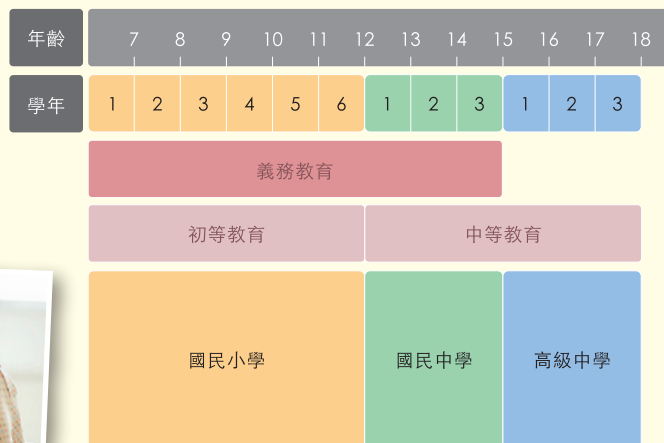 年齡 7 8 9 10 11 12 13 14 15 16 17 18
學年 1 2 3 4 5 6 1 2 3 1 2 3
義務教育
初等教育 中等教育
國民小學 國民中學 高級中學